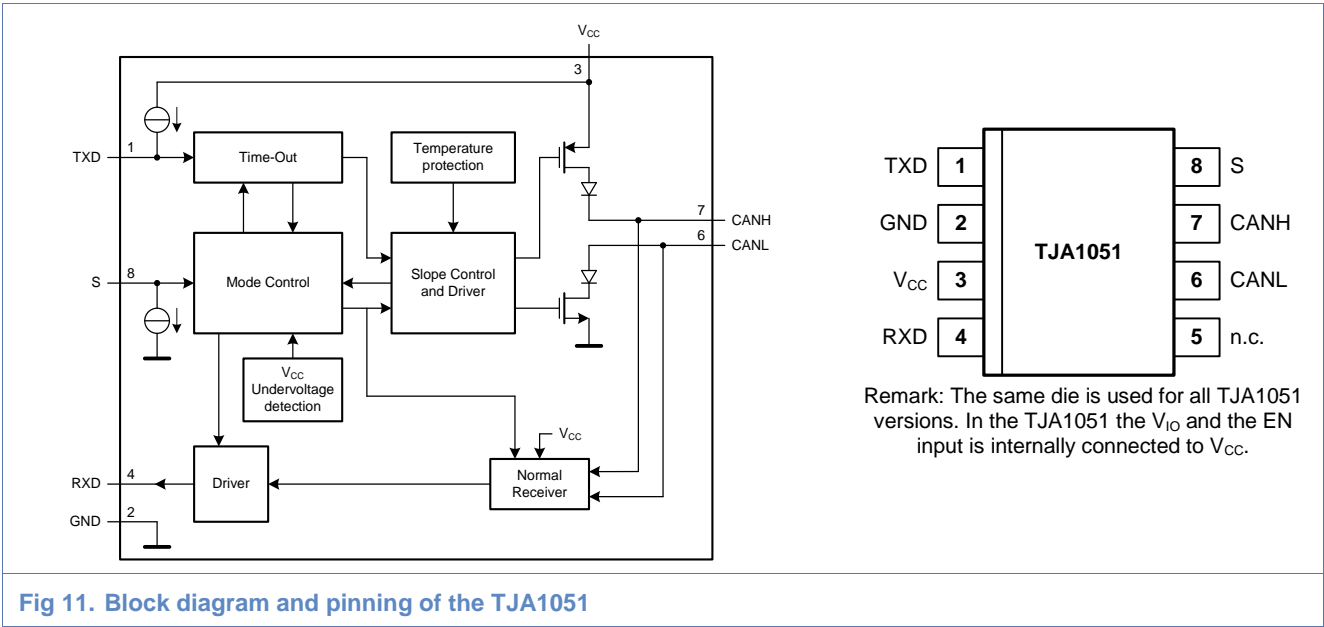 VCC
3
1
TXD
Time-Out
Temperature
protection
7
CANH
6
CANL
8
S
Mode Control
Slope Control
and Driver
VCC
Undervoltage
detection
VCC
4
RXD
Driver
Normal
Receiver
2
GND
TXD 1
8 S
GND 2
7 CANH
TJA1051
VCC 3
6 CANL
RXD 4
5 n.c.
Remark: The same die is used for all TJA1051
versions. In the TJA1051 the VIO and the EN
input is internally connected to VCC.
Fig 11. Block diagram and pinning of the TJA1051